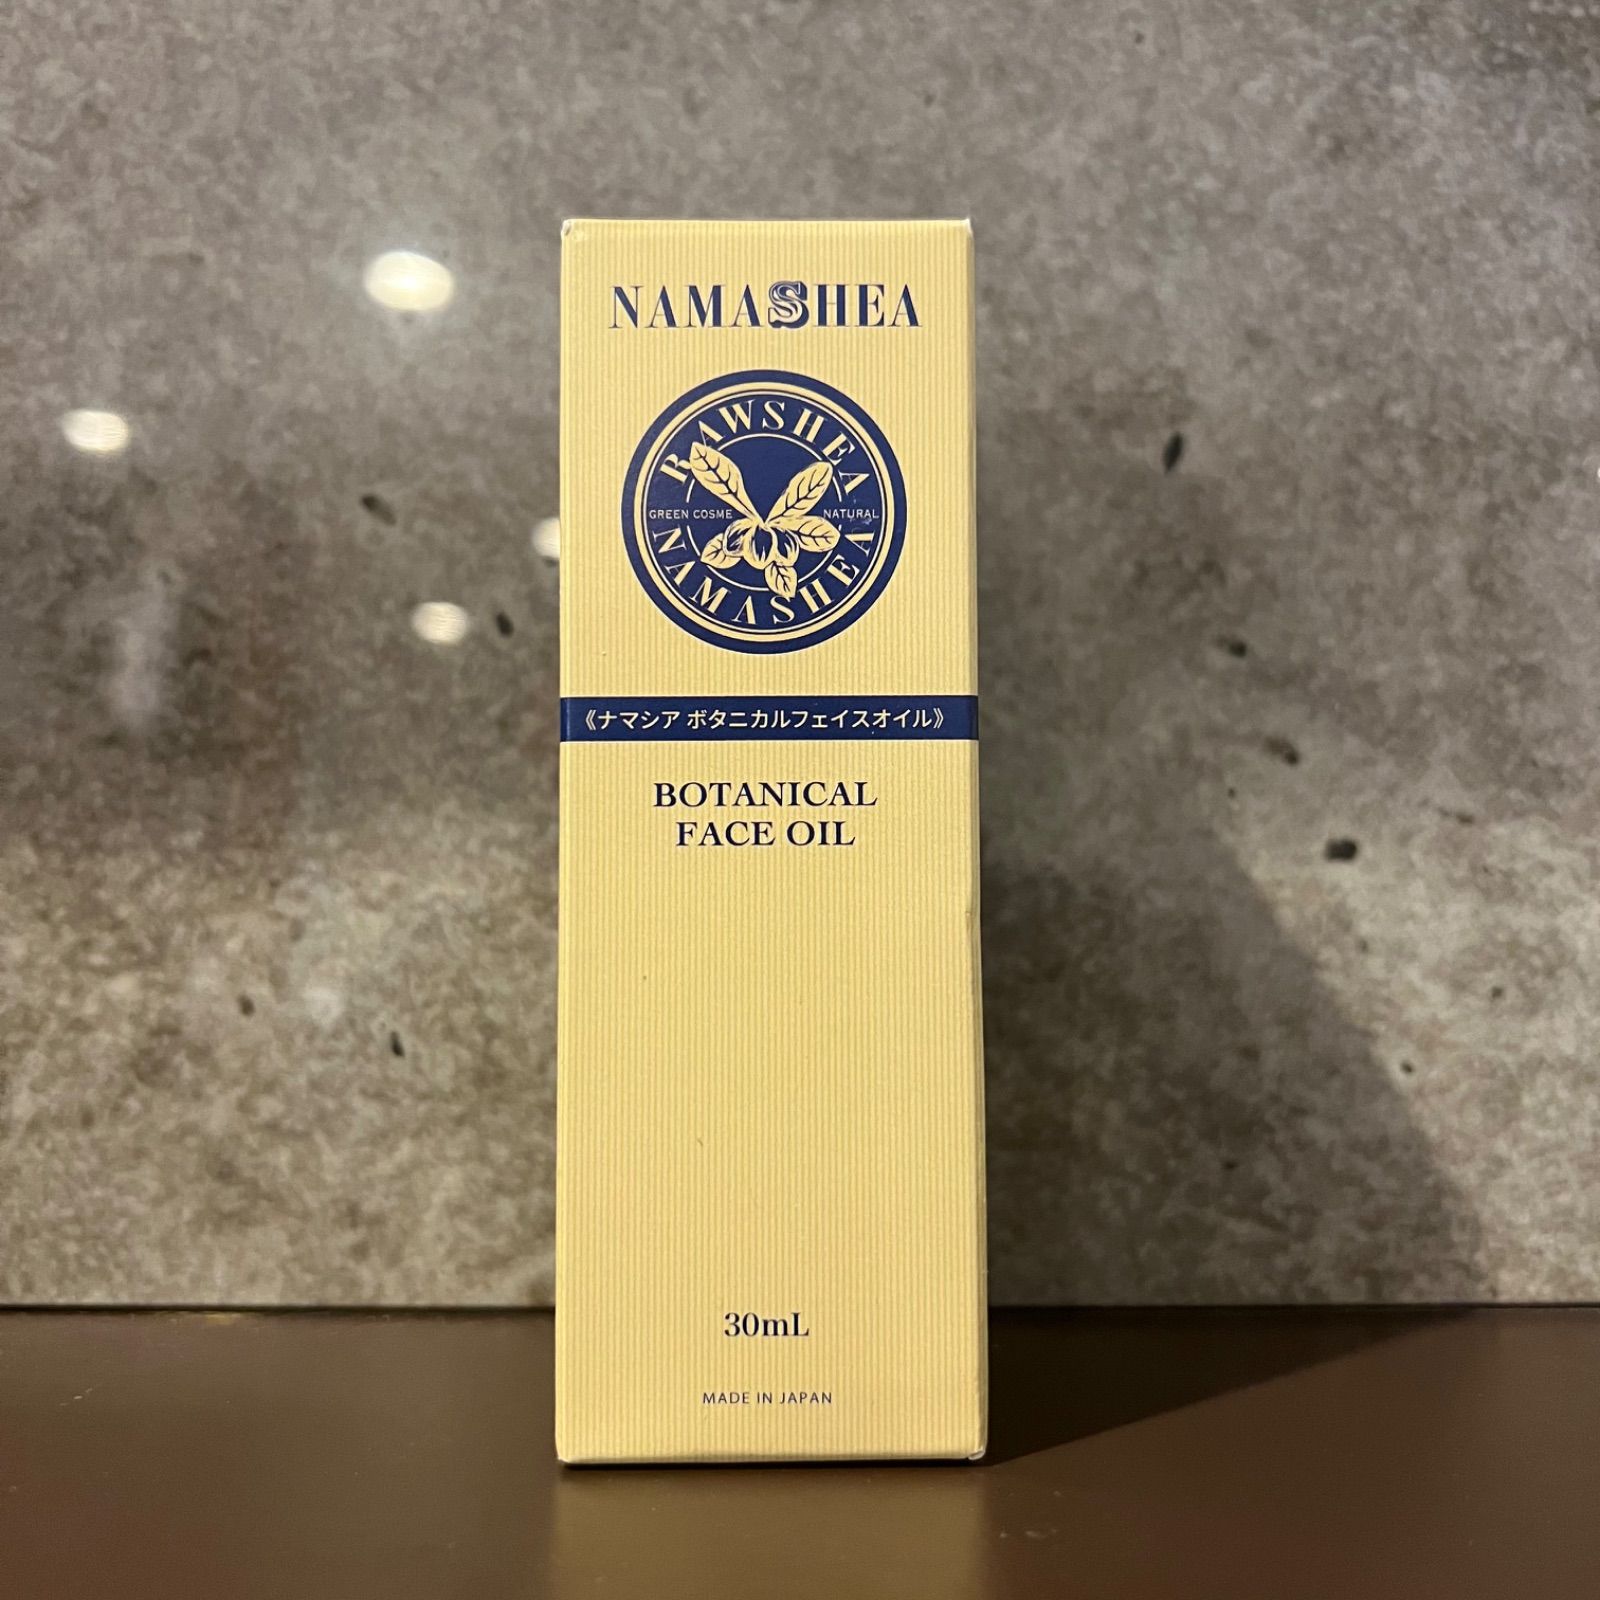 NAMASHEA
RAWSHEA
GREEN COSME NATURAL
NAMASHEA
《ナマシア ボタニカルフェイスオイル》
BOTANICAL
FACE OIL
30mL
MADE IN JAPAN